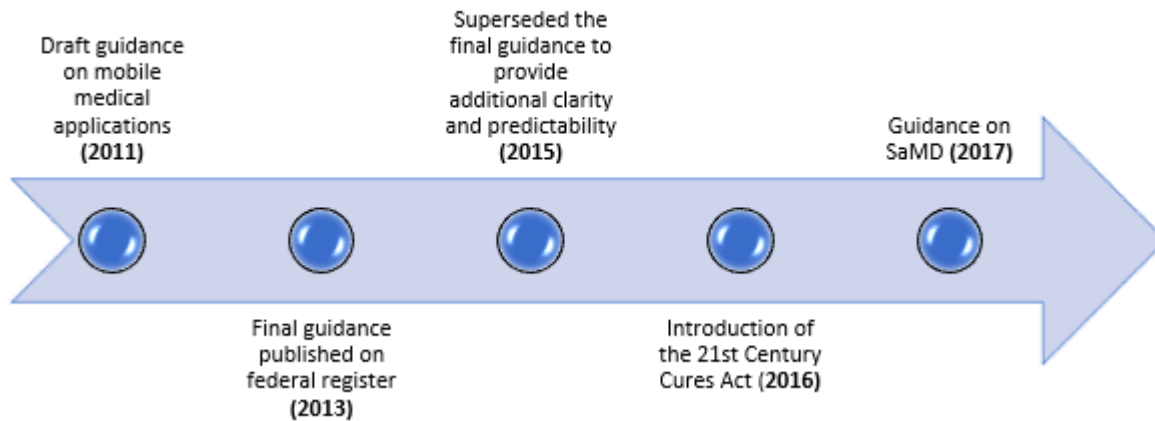 Draft guidance
on mobile
medical
applications
(2011)
Final guidance
published on
federal register
(2013)
Superseded the
final guidance to
provide
additional clarity
and predictability
(2015)
Introduction of
the 21st Century
Cures Act (2016)
Guidance on
SaMD (2017)